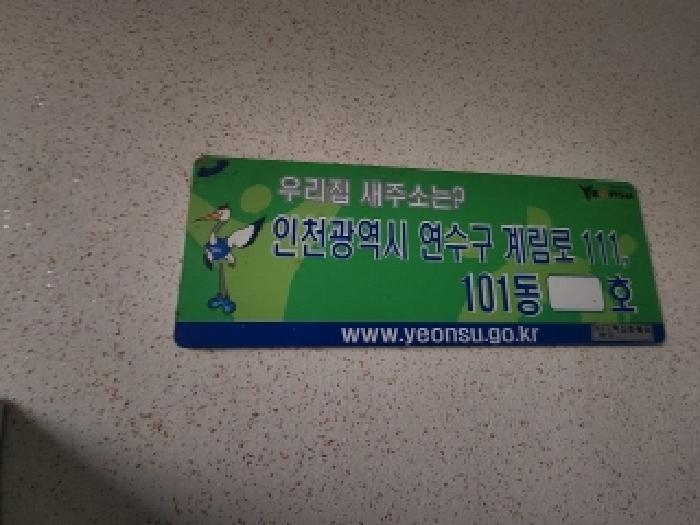 Yeonsu
우리집 새주소는?
인천광역시 연수구 계림로 111,
101동 호
www.yeonsu.go.kr